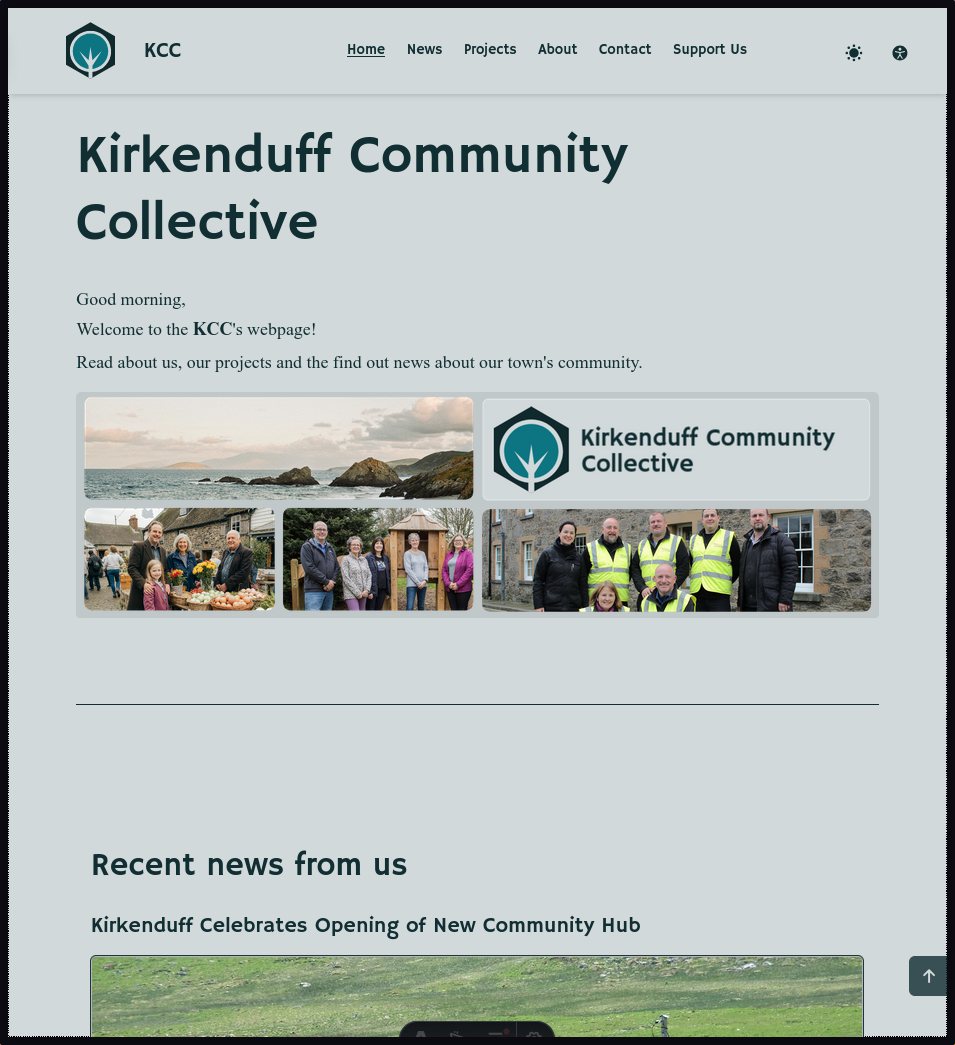 KCC
Home News Projects About Contact Support Us
Kirkenduff Community
Collective
Good morning,
Welcome to the KCC's webpage!
Read about us, our projects and the find out news about our town's community.
Kirkenduff Community
Collective
Recent news from us
Kirkenduff Celebrates Opening of New Community Hub